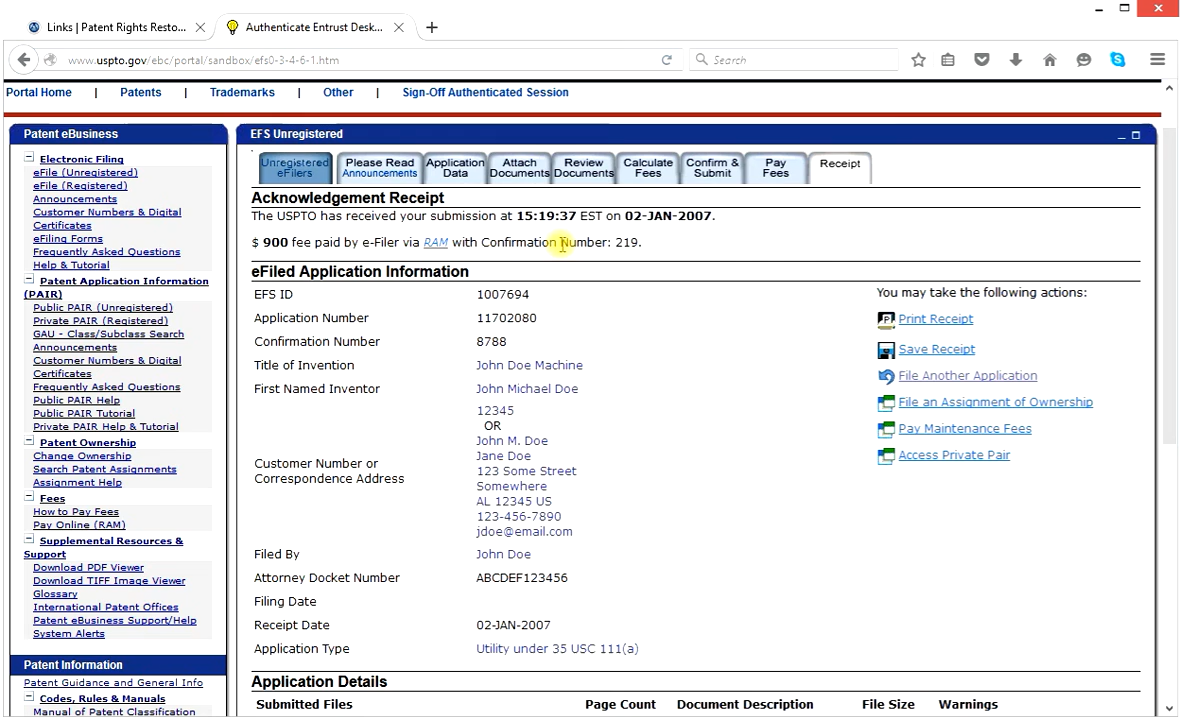 Links | Patent Rights Resto...
Authenticate Entrust Desk...
www.uspto.gov/ebc/portal/sandbox/efs0-3-4-6-1.htm
Search
Portal Home | Patents | Trademarks | Other | Sign-Off Authenticated Session
Patent eBusiness
Electronic Filing
eFile (Unregistered)
eFile (Registered)
Announcements
Customer Numbers & Digital
Certificates
eFiling Forms
Frequently Asked Questions
Help & Tutorial
Patent Application Information
(PAIR)
Public PAIR (Unregistered)
Private PAIR (Registered)
GAU - Class/Subclass Search
Announcements
Customer Numbers & Digital
Certificates
Frequently Asked Questions
Public PAIR Help
Public PAIR Tutorial
Private PAIR Help & Tutorial
Patent Ownership
Change Ownership
Search Patent Assignments
Assignment Help
Fees
How to Pay Fees
Pay Online (RAM)
Supplemental Resources &
Support
Download PDF Viewer
Download TIFF Image Viewer
Glossary
International Patent Offices
Patent eBusiness Support/Help
System Alerts
Patent Information
Patent Guidance and General Info
Codes, Rules & Manuals
Manual of Patent Classification
EFS Unregistered
Unregistered
eFilers
Please Read
Announcements
Application
Data
Attach
Documents
Review
Documents
Calculate
Fees
Confirm &
Submit
Pay
Fees
Receipt
Acknowledgement Receipt
The USPTO has received your submission at 15:19:37 EST on 02-JAN-2007.
$ 900 fee paid by e-Filer via RAM with Confirmation Number: 219.
eFiled Application Information
EFS ID 1007694
Application Number 11702080
Confirmation Number 8788
Title of Invention John Doe Machine
First Named Inventor John Michael Doe
Customer Number or
Correspondence Address
12345
OR
John M. Doe
Jane Doe
123 Some Street
Somewhere
AL 12345 US
123-456-7890
jdoe@email.com
Filed By John Doe
Attorney Docket Number ABCDEF123456
Filing Date
Receipt Date 02-JAN-2007
Application Type Utility under 35 USC 111(a)
You may take the following actions:
Print Receipt
Save Receipt
File Another Application
File an Assignment of Ownership
Pay Maintenance Fees
Access Private Pair
Application Details
Submitted Files Page Count Document Description File Size Warnings